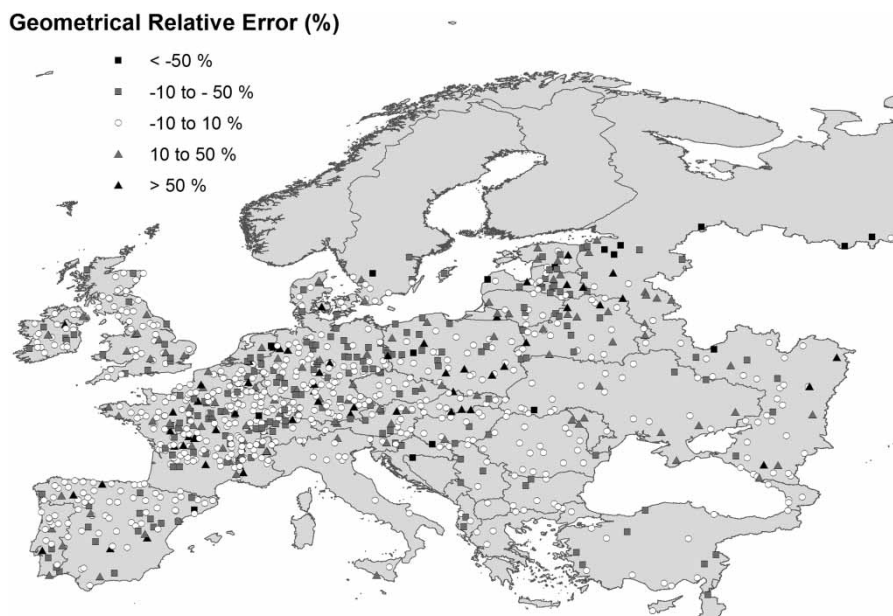 Geometrical Relative Error (%)
< -50 %
-10 to - 50 %
-10 to 10 %
10 to 50 %
> 50 %